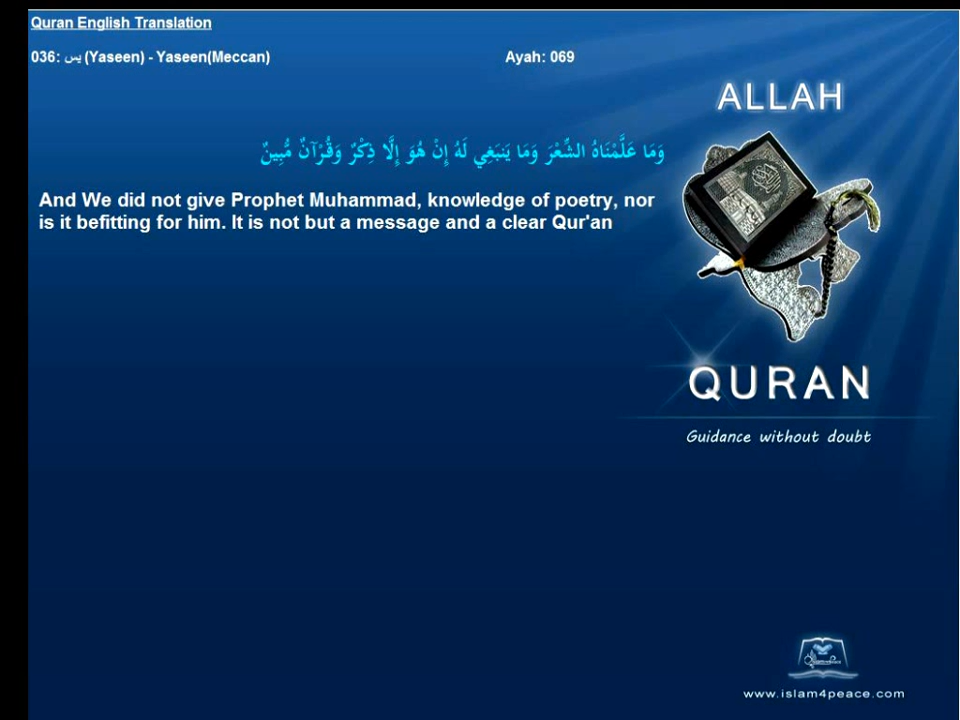 Quran English Translation
036: يس (Yaseen) - Yaseen(Meccan) Ayah: 069
ALLAH
وَمَا عَلَّمْنَاهُ الشِّعْرَ وَمَا يَنبَغِي لَهُ إِنْ هُوَ إِلَّا ذِكْرٌ وَقُرْآنٌ مُّبِينٌ
And We did not give Prophet Muhammad, knowledge of poetry, nor
is it befitting for him. It is not but a message and a clear Qur'an
QURAN
Guidance without doubt
www.islam4peace.com